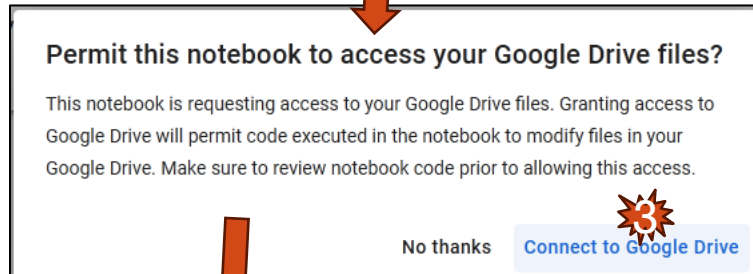 Permit this notebook to access your Google Drive files?
This notebook is requesting access to your Google Drive files. Granting access to
Google Drive will permit code executed in the notebook to modify files in your
Google Drive. Make sure to review notebook code prior to allowing this access.
3
No thanks Connect to Google Drive